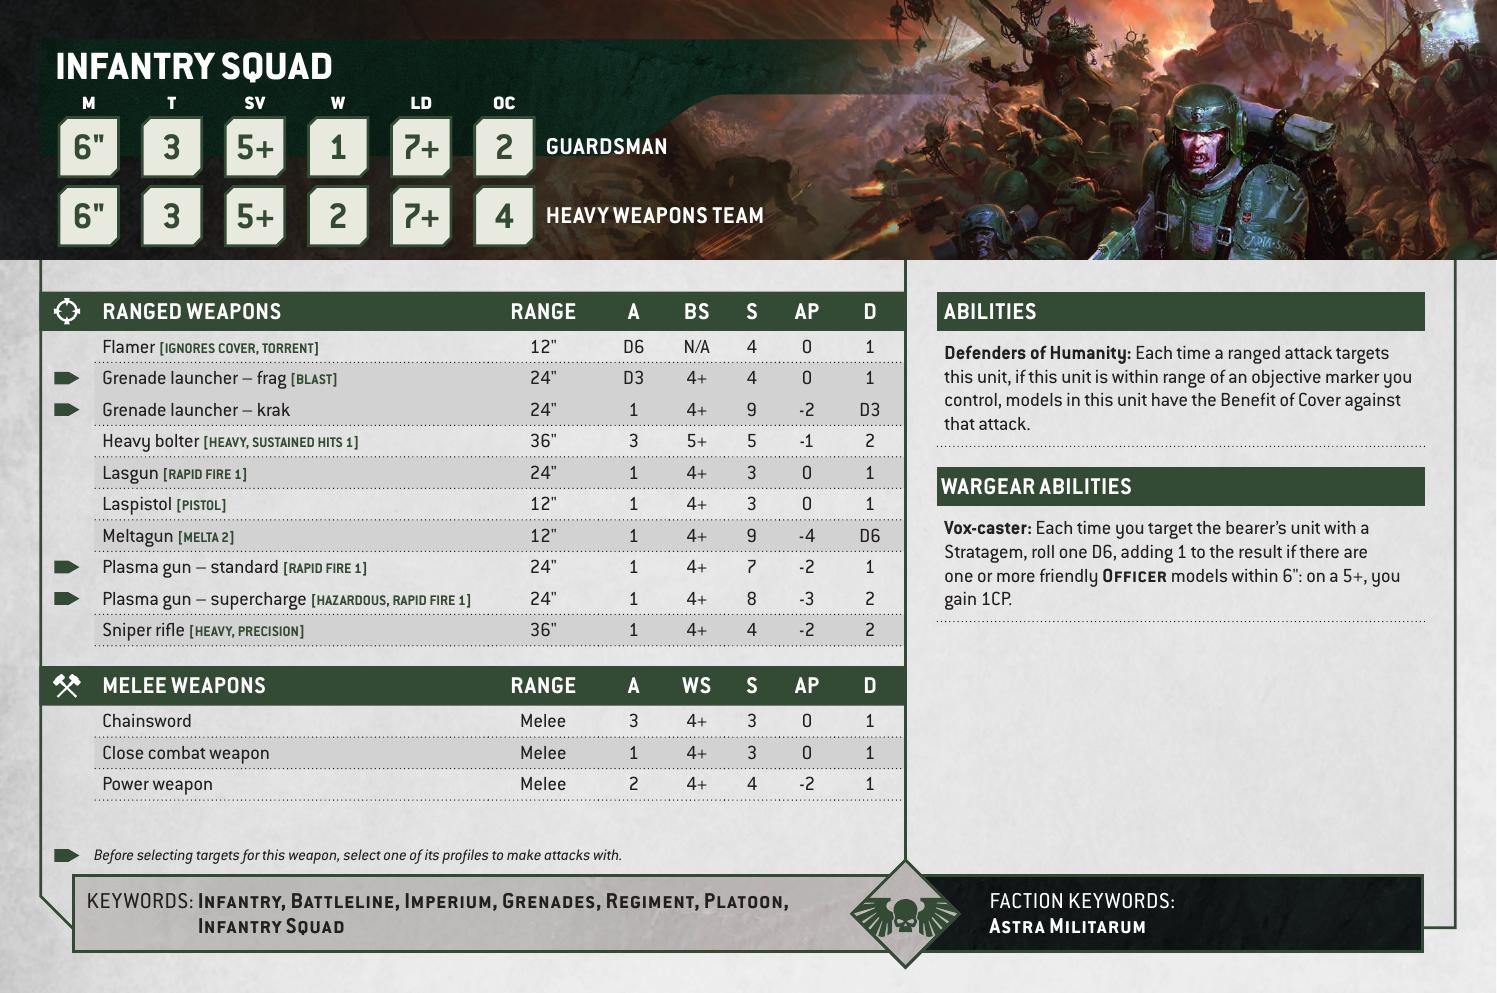 INFANTRY SQUAD
M T SV W LD OC
6" 3 5+ 1 7+ 2 GUARDSMAN
6" 3 5+ 2 7+ 4 HEAVY WEAPONS TEAM
RANGED WEAPONS RANGE A BS S AP D
Flamer [IGNORES COVER, TORRENT] 12" D6 N/A 4 0 1
Grenade launcher – frag [BLAST] 24" D3 4+ 4 0 1
Grenade launcher – krak 24" 1 4+ 9 -2 D3
Heavy bolter [HEAVY, SUSTAINED HITS 1] 36" 3 5+ 5 -1 2
Lasgun [RAPID FIRE 1] 24" 1 4+ 3 0 1
Laspistol [PISTOL] 12" 1 4+ 3 0 1
Meltagun [MELTA 2] 12" 1 4+ 9 -4 D6
Plasma gun – standard [RAPID FIRE 1] 24" 1 4+ 7 -2 1
Plasma gun – supercharge [HAZARDOUS, RAPID FIRE 1] 24" 1 4+ 8 -3 2
Sniper rifle [HEAVY, PRECISION] 36" 1 4+ 4 -2 2
MELEE WEAPONS RANGE A WS S AP D
Chainsword Melee 3 4+ 3 0 1
Close combat weapon Melee 1 4+ 3 0 1
Power weapon Melee 2 4+ 4 -2 1
Before selecting targets for this weapon, select one of its profiles to make attacks with.
ABILITIES
Defenders of Humanity: Each time a ranged attack targets
this unit, if this unit is within range of an objective marker you
control, models in this unit have the Benefit of Cover against
that attack.
WARGEAR ABILITIES
Vox-caster: Each time you target the bearer's unit with a
Stratagem, roll one D6, adding 1 to the result if there are
one or more friendly OFFICER models within 6": on a 5+, you
gain 1CP.
KEYWORDS: INFANTRY, BATTLELINE, IMPERIUM, GRENADES, REGIMENT, PLATOON,
INFANTRY SQUAD
FACTION KEYWORDS:
ASTRA MILITARUM